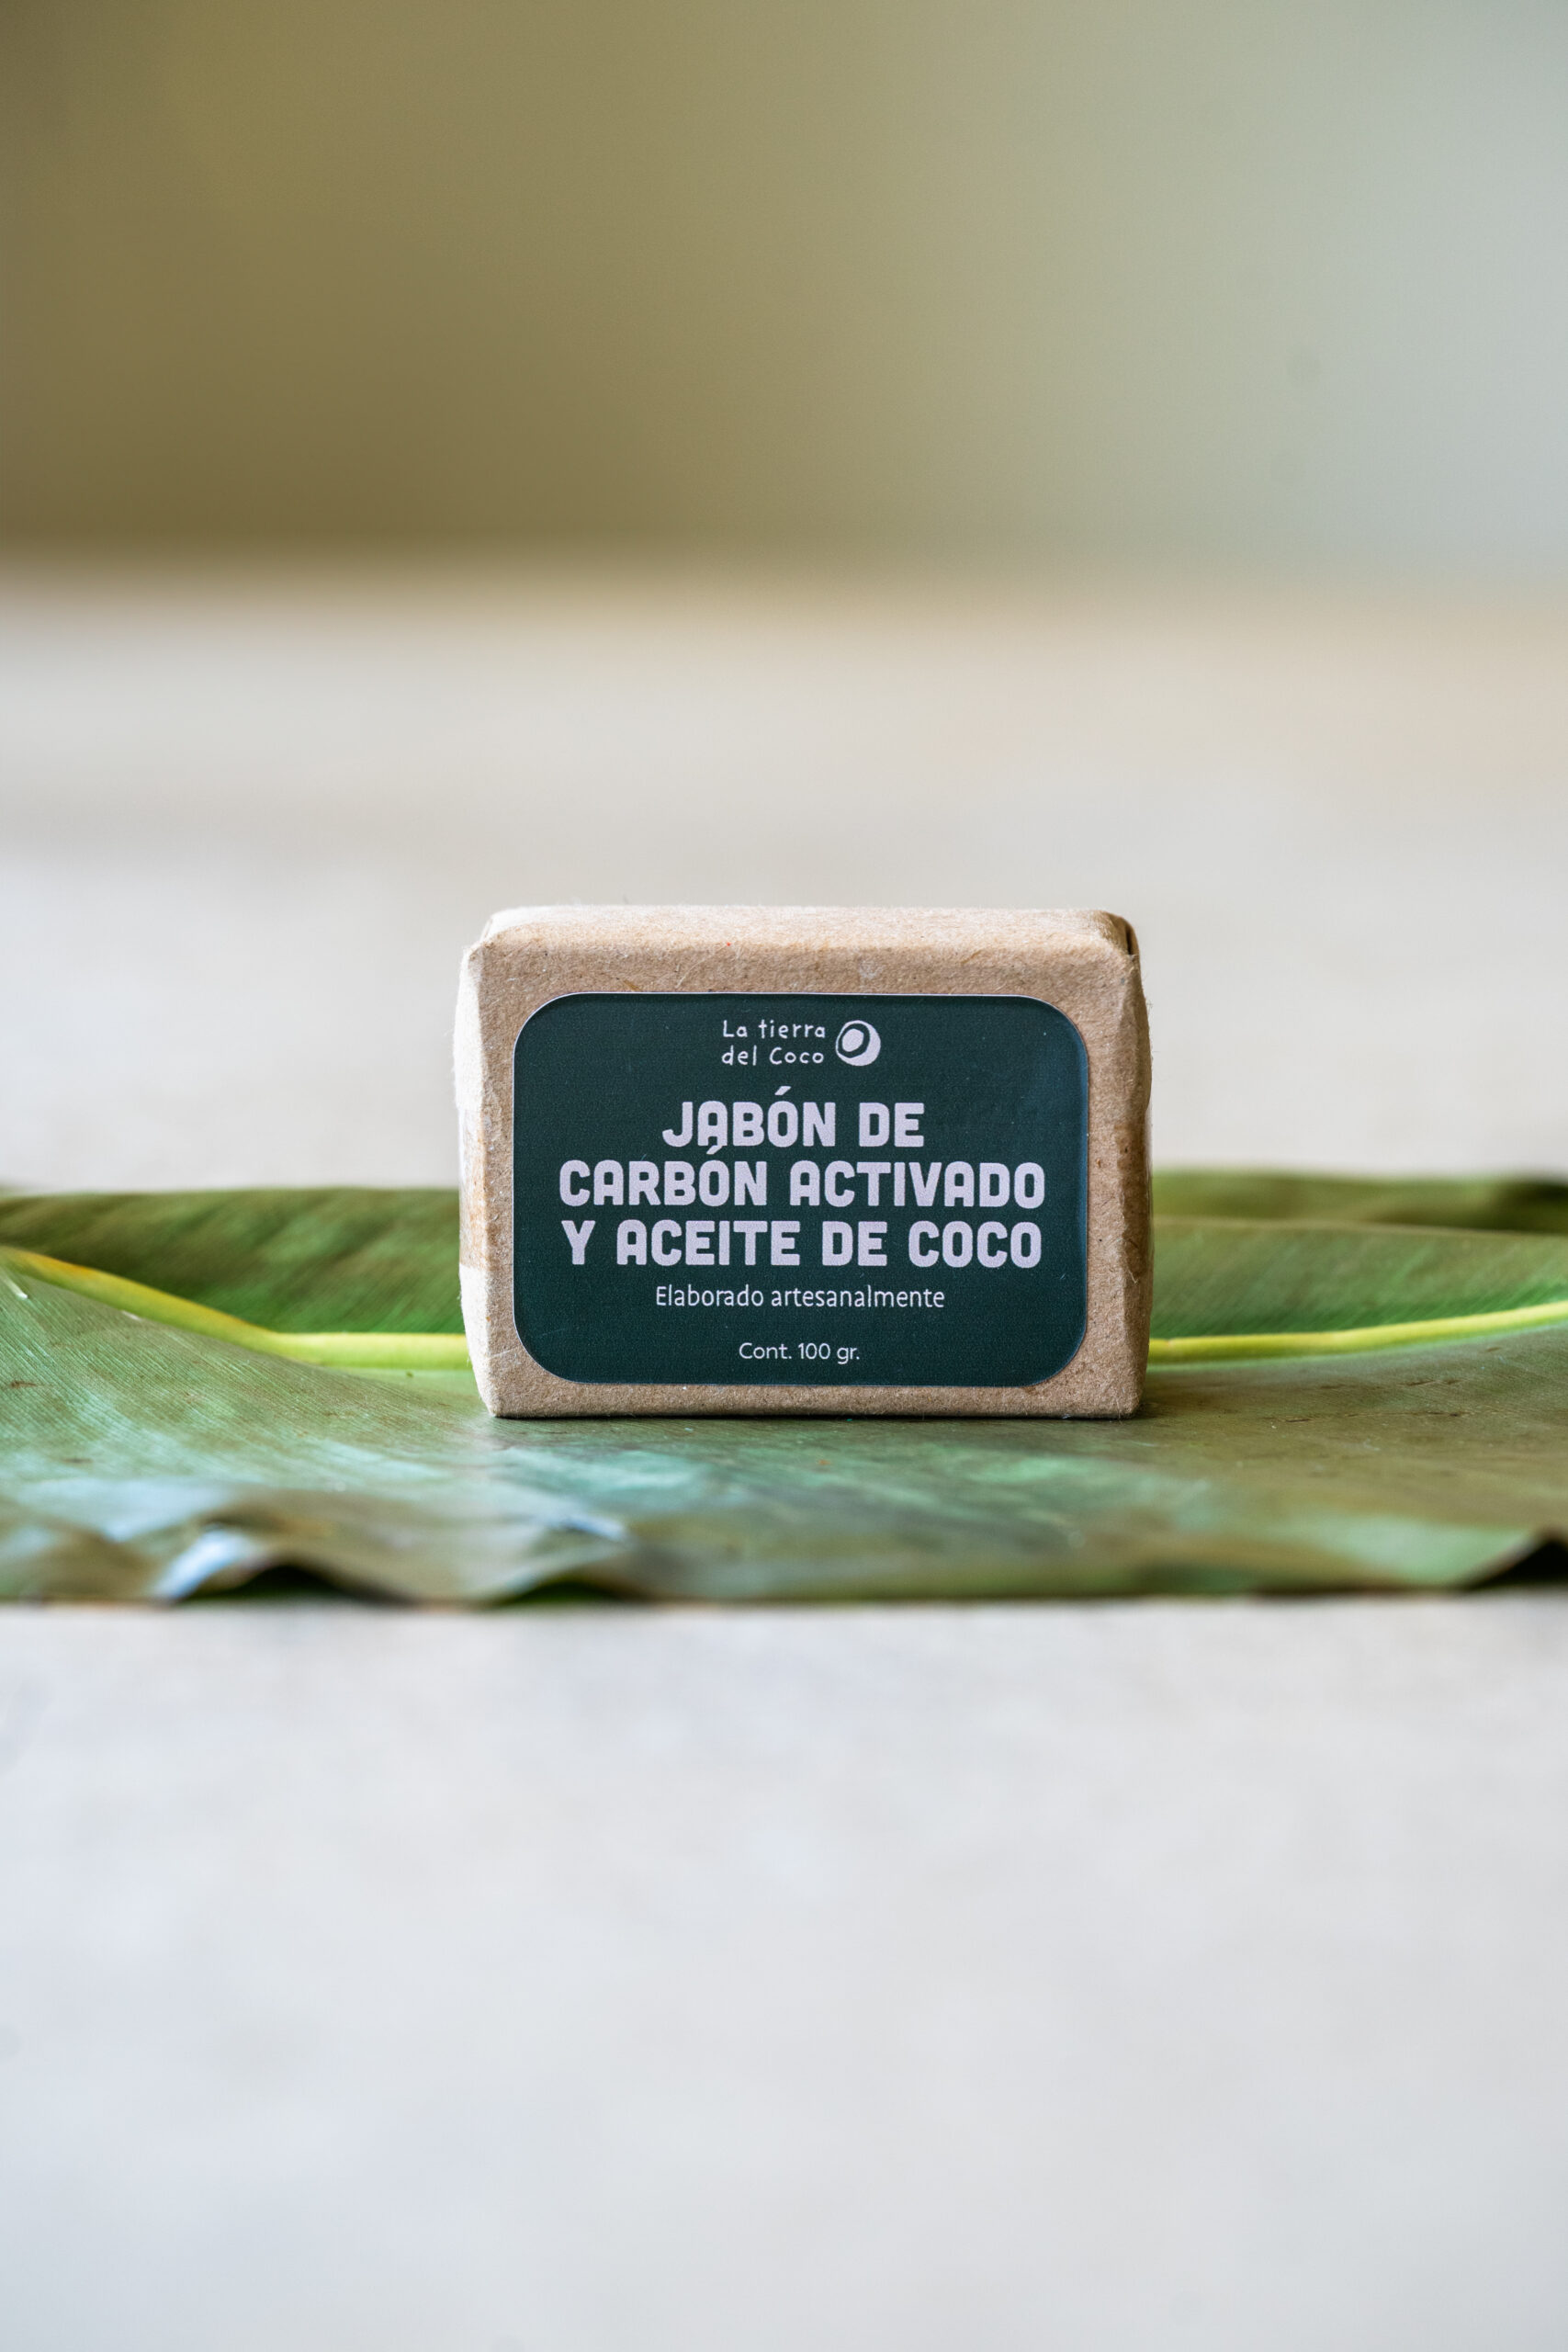 La tierra
del Coco
JABÓN DE
CARBÓN ACTIVADO
Y ACEITE DE COCO
Elaborado artesanalmente
Cont. 100 gr.